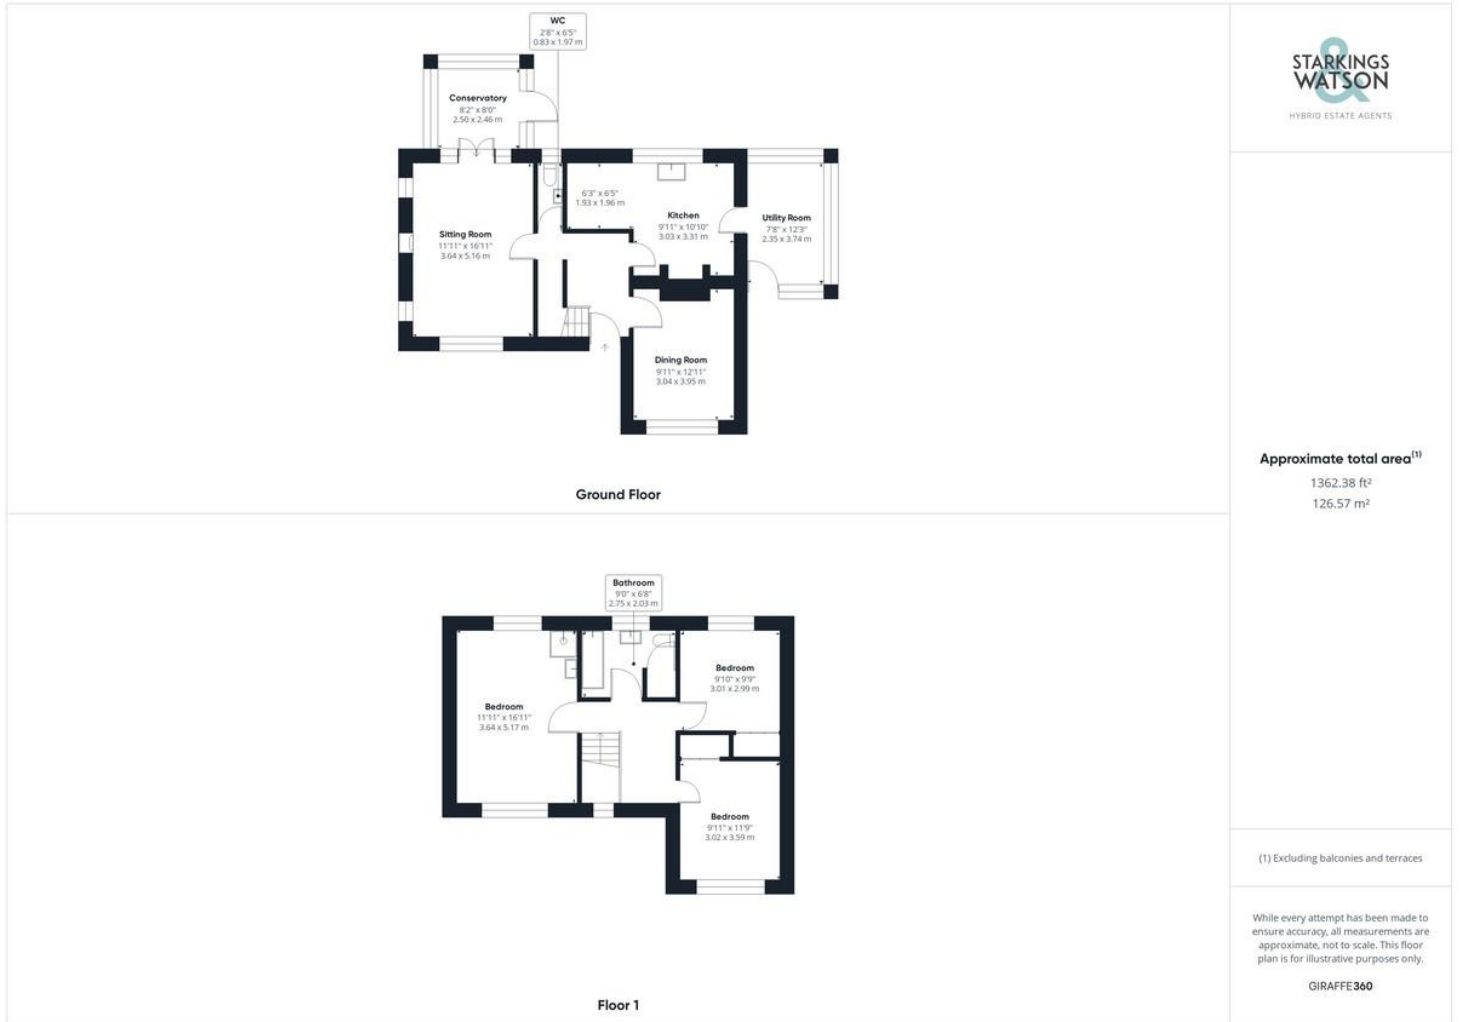 WC
2'8" x 6'5"
0.83 x 1.97 m
Conservatory
8'2" x 8'0"
2.50 x 2.46 m
6'3" x 6'5"
1.93 x 1.96 m
Kitchen
9'11" x 10'10"
3.03 x 3.31 m
Utility Room
7'8" x 12'3"
2.35 x 3.74 m
Sitting Room
11'11" x 16'11"
3.64 x 5.16 m
Dining Room
9'11" x 12'11"
3.04 x 3.95 m
Ground Floor
Bathroom
9'0" x 6'8"
2.75 x 2.03 m
Bedroom
9'10" x 9'9"
3.01 x 2.99 m
Bedroom
11'11" x 16'11"
3.64 x 5.17 m
Bedroom
9'11" x 11'9"
3.02 x 3.59 m
Floor 1
&
STARKINGS
WATSON
HYBRID ESTATE AGENTS
Approximate total area(1)
1362.38 ft²
126.57 m²
(1) Excluding balconies and terraces
While every attempt has been made to
ensure accuracy, all measurements are
approximate, not to scale. This floor
plan is for illustrative purposes only.
GIRAFFE360